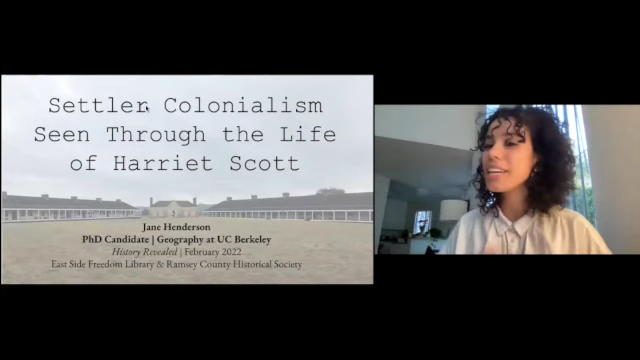 Settler Colonialism
Seen Through the Life
of Harriet Scott
Jane Henderson
PhD Candidate | Geography at UC Berkeley
History Revealed | February 2022
East Side Freedom Library & Ramsey County Historical Society